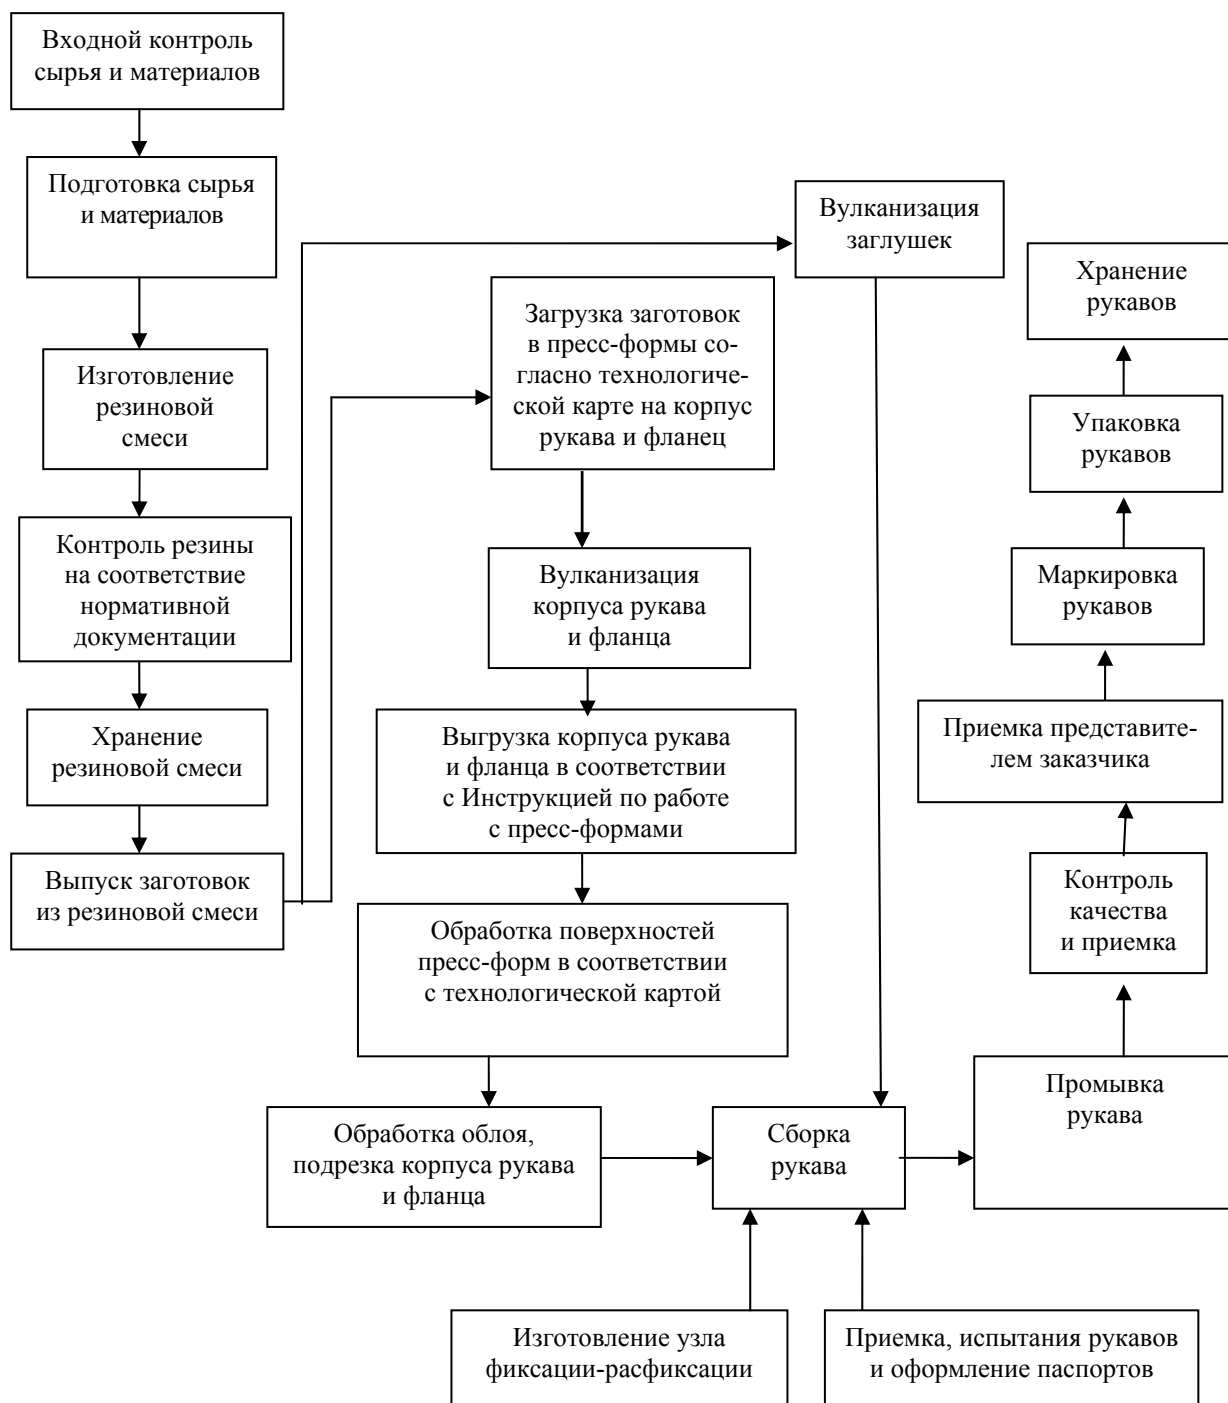 Входной контроль
сырья и материалов
Подготовка сырья
и материалов
Изготовление
резиновой
смеси
Контроль резины
на соответствие
нормативной
документации
Хранение
резиновой смеси
Выпуск заготовок
из резиновой смеси
Вулканизация
заглушек
Загрузка заготовок
в пресс-формы со-
гласно технологиче-
ской карте на корпус
рукава и фланец
Вулканизация
корпуса рукава
и фланца
Выгрузка корпуса рукава
и фланца в соответствии
с Инструкцией по работе
с пресс-формами
Обработка поверхностей
пресс-форм в соответствии
с технологической картой
Обработка облоя,
подрезка корпуса рукава
и фланца
Сборка
рукава
Изготовление узла
фиксации-расфиксации
Приемка, испытания рукавов
и оформление паспортов
Промывка
рукава
Контроль
качества
и приемка
Приемка представите-
лем заказчика
Маркировка
рукавов
Упаковка
рукавов
Хранение
рукавов